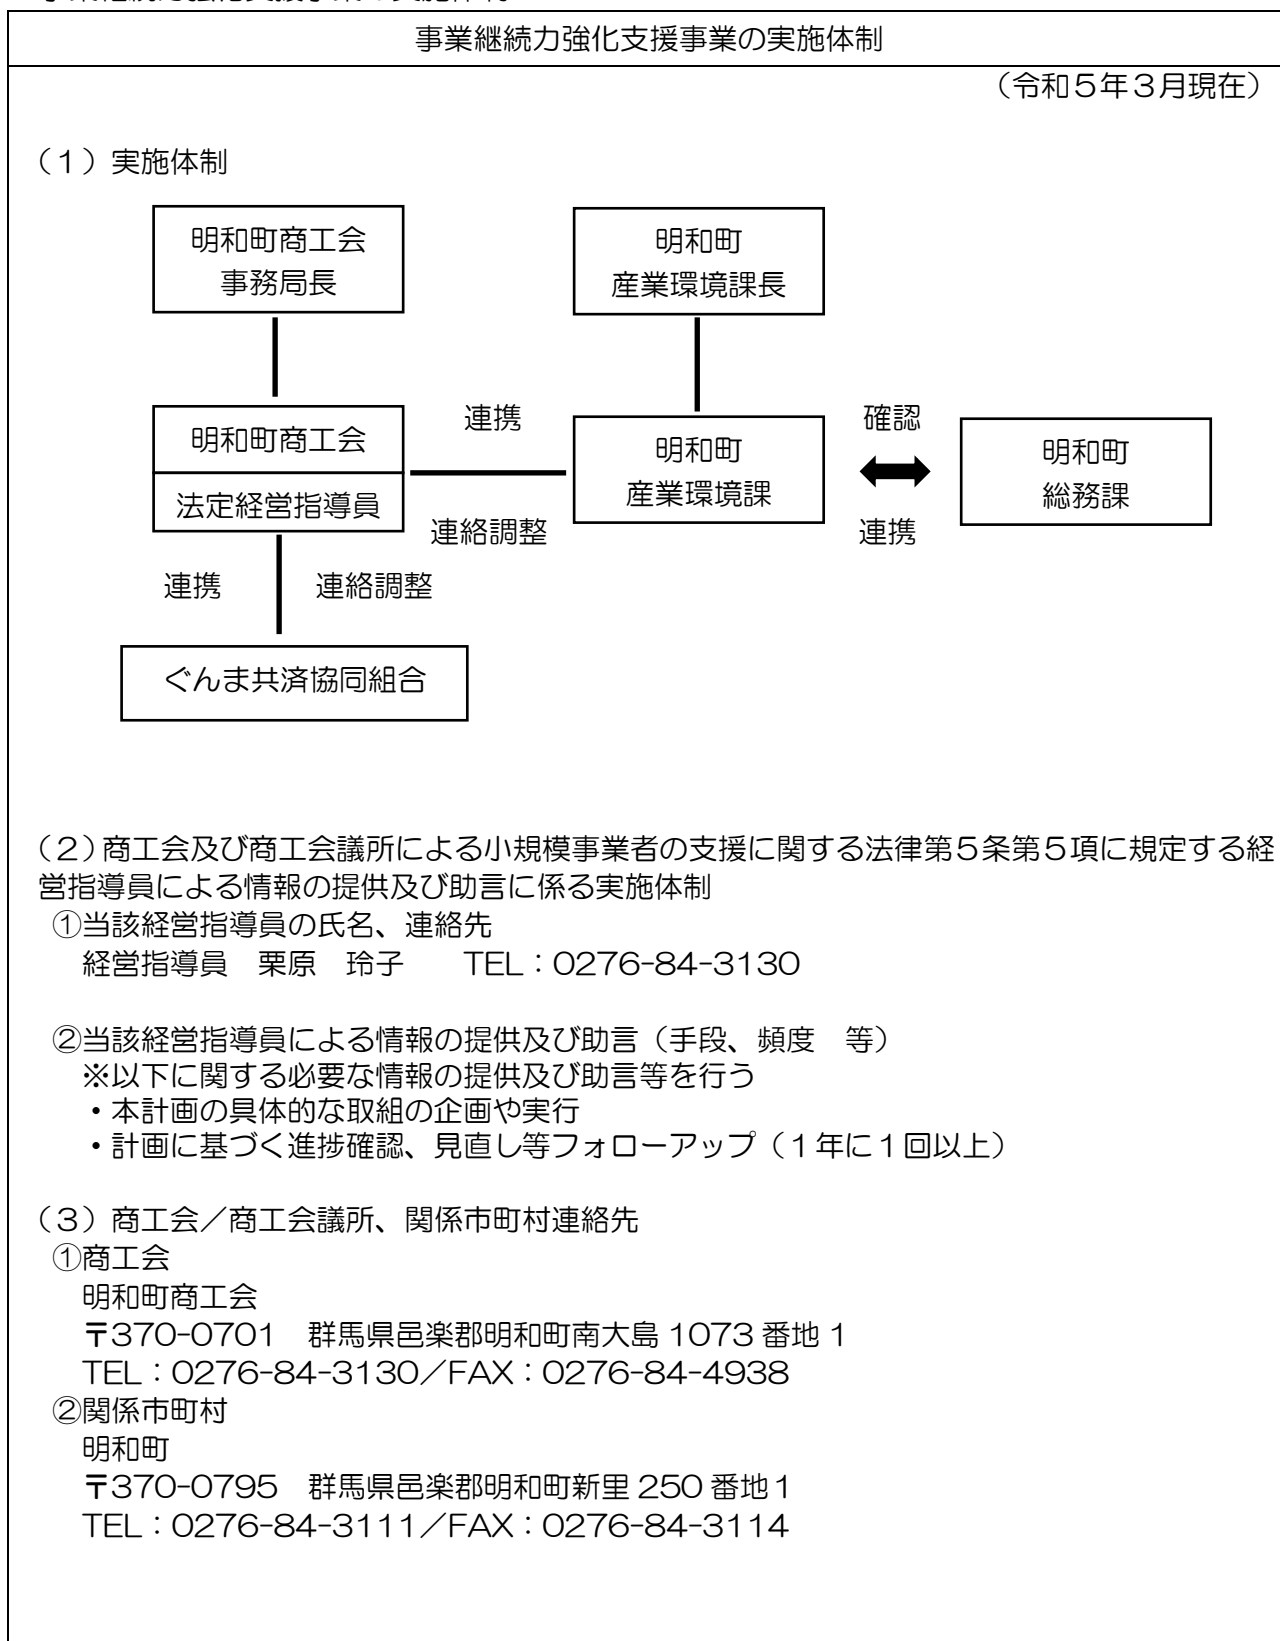 事業継続力強化支援事業の実施体制
（令和５年３月現在）
（１）実施体制
明和町商工会
事務局長
明和町
産業環境課長
明和町商工会
法定経営指導員
連携
連絡調整
明和町
産業環境課
確認
連携
明和町
総務課
連携
連絡調整
ぐんま共済協同組合
（２）商工会及び商工会議所による小規模事業者の支援に関する法律第５条第５項に規定する経
営指導員による情報の提供及び助言に係る実施体制
①当該経営指導員の氏名、連絡先
経営指導員　栗原　玲子　　TEL：0276-84-3130
②当該経営指導員による情報の提供及び助言（手段、頻度　等）
※以下に関する必要な情報の提供及び助言等を行う
・本計画の具体的な取組の企画や実行
・計画に基づく進捗確認、見直し等フォローアップ（１年に１回以上）
（３）商工会／商工会議所、関係市町村連絡先
①商工会
明和町商工会
〒370-0701　群馬県邑楽郡明和町南大島 1073 番地 1
TEL：0276-84-3130／FAX：0276-84-4938
②関係市町村
明和町
〒370-0795　群馬県邑楽郡明和町新里 250 番地１
TEL：0276-84-3111／FAX：0276-84-3114